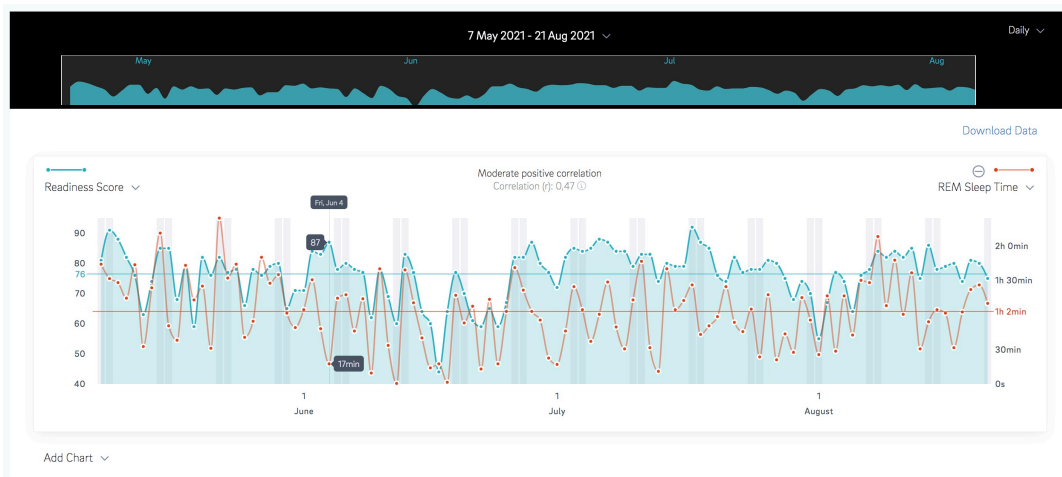 7 May 2021 - 21 Aug 2021
Daily
May
Jun
Jul
Aug
Download Data
Readiness Score
Moderate positive correlation
Correlation (r): 0,47 ⓘ
REM Sleep Time
Fri, Jun 4
90
87
2h 0min
80
76
1h 30min
70
1h 2min
60
50
30min
17min
40
0s
1
June
1
July
1
August
Add Chart